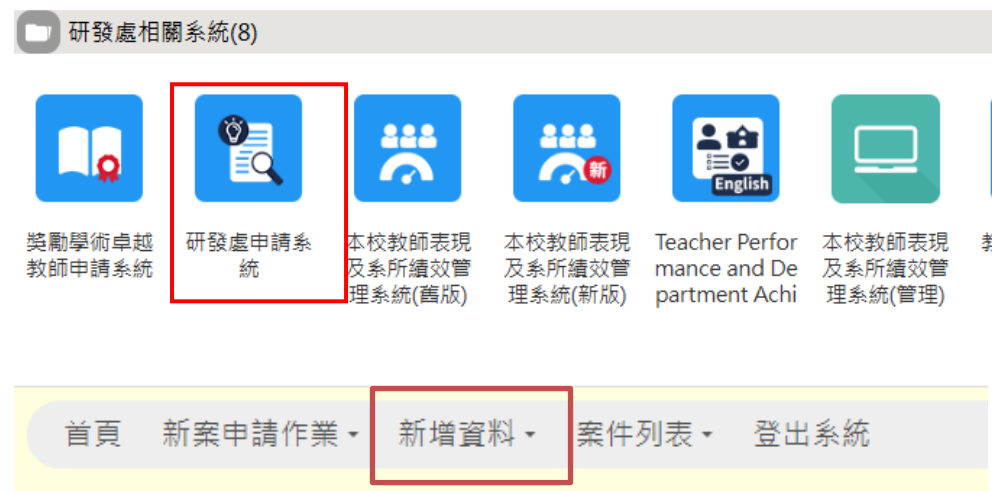 研發處相關系統(8)
新
English
獎勵學術卓越
教師申請系統
研發處申請系
統
本校教師表現
及系所績效管
理系統(舊版)
本校教師表現
及系所績效管
理系統(新版)
Teacher Perfor
mance and De
partment Achi
本校教師表現
及系所績效管
理系統(管理)
首頁 新案申請作業 新增資料 案件列表 登出系統